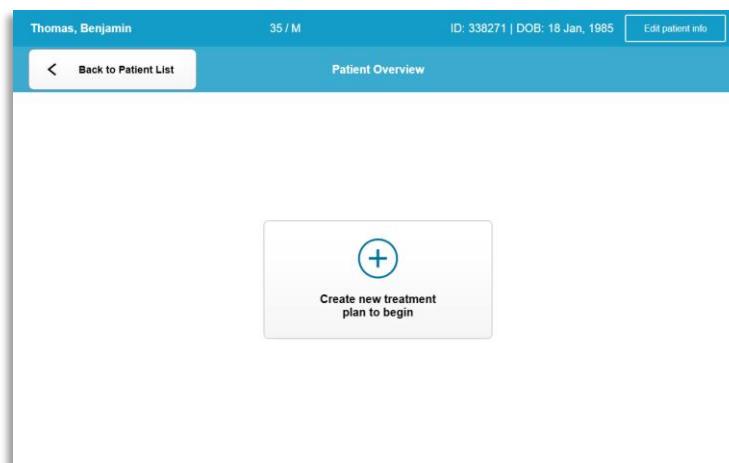 Thomas, Benjamin 35 / M ID: 338271 | DOB: 18 Jan, 1985 Edit patient info
Back to Patient List Patient Overview
Create new treatment
plan to begin